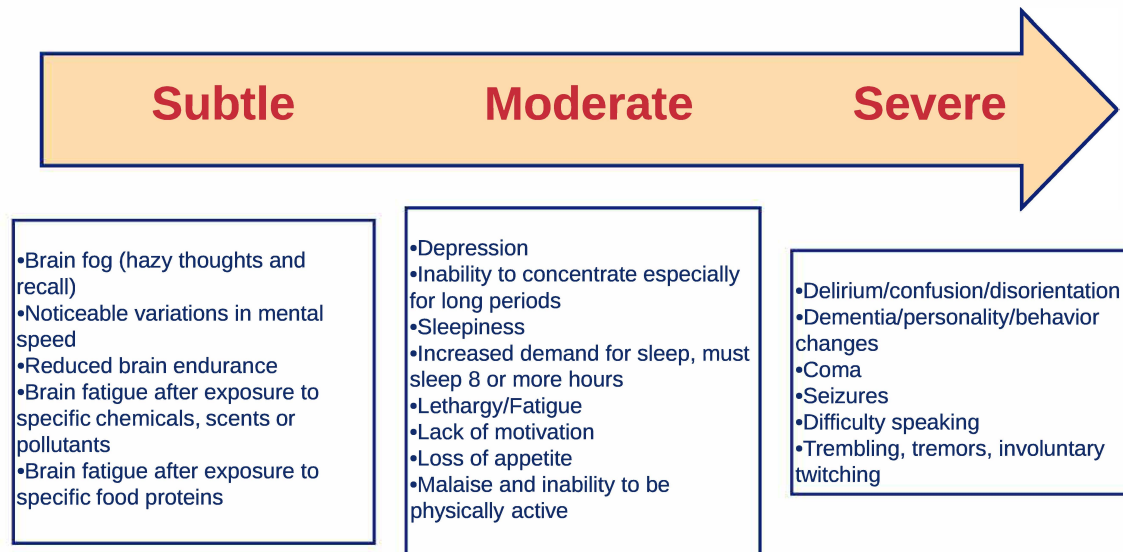 Subtle Moderate Severe
•Brain fog (hazy thoughts and
recall)
•Noticeable variations in mental
speed
•Reduced brain endurance
•Brain fatigue after exposure to
specific chemicals, scents or
pollutants
•Brain fatigue after exposure to
specific food proteins
•Depression
•Inability to concentrate especially
for long periods
•Sleepiness
•Increased demand for sleep, must
sleep 8 or more hours
•Lethargy/Fatigue
•Lack of motivation
•Loss of appetite
•Malaise and inability to be
physically active
•Delirium/confusion/disorientation
•Dementia/personality/behavior
changes
•Coma
•Seizures
•Difficulty speaking
•Trembling, tremors, involuntary
twitching